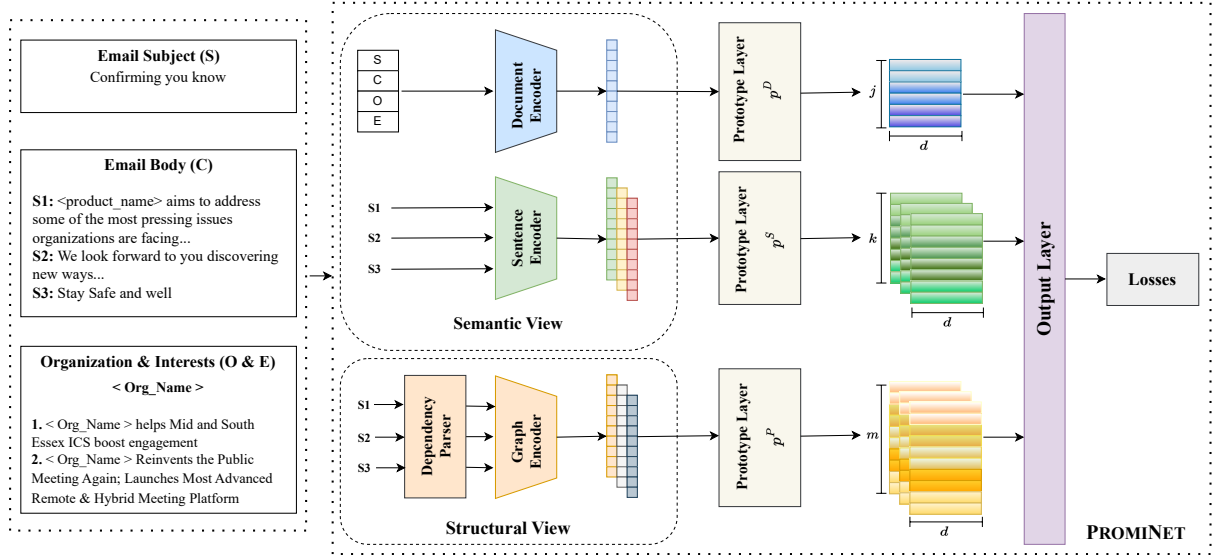 Email Subject (S)
Confirming you know
Email Body (C)
S1: <product_name> aims to address
some of the most pressing issues
organizations are facing...
S2: We look forward to you discovering
new ways...
S3: Stay Safe and well
Organization & Interests (O & E)
< Org_Name >
1. < Org_Name > helps Mid and South
Essex ICS boost engagement
2. < Org_Name > Reinvents the Public
Meeting Again; Launches Most Advanced
Remote & Hybrid Meeting Platform
S
C
O
E
Document
Encoder
Prototype Layer
p^D
j
d
S1
S2
S3
Sentence
Encoder
Semantic View
Prototype Layer
p^S
k
d
S1
S2
S3
Dependency
Parser
Graph
Encoder
Structural View
Prototype Layer
p^P
m
d
Output Layer
Losses
PROMINET